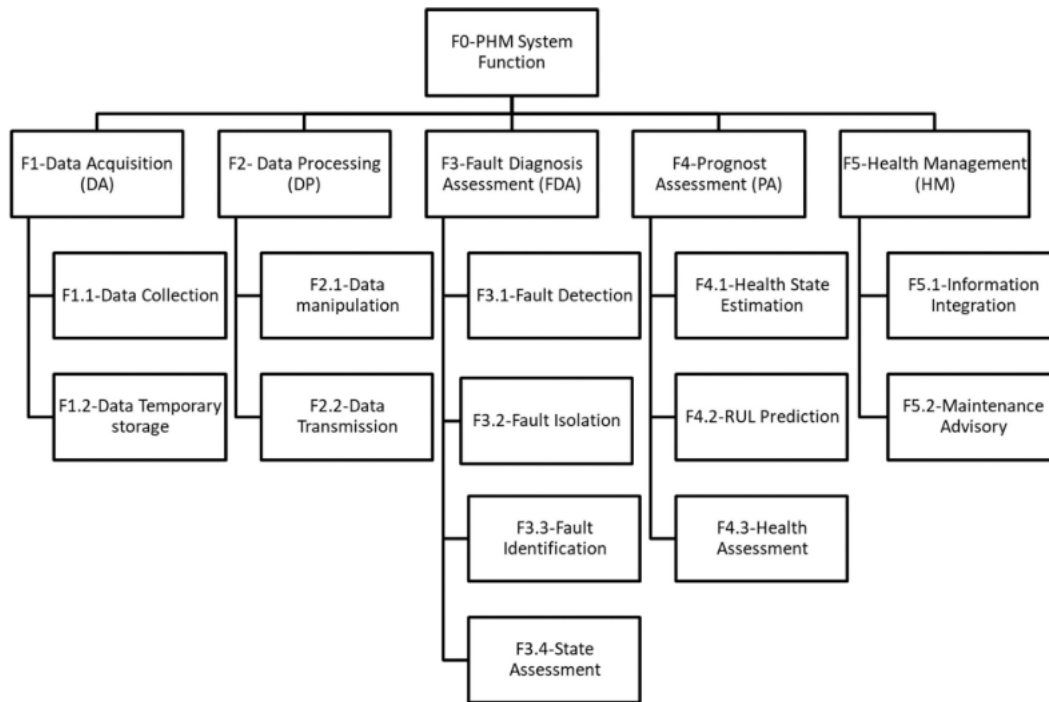 F0-PHM System
Function
F1-Data Acquisition
(DA)
F2- Data Processing
(DP)
F3-Fault Diagnosis
Assessment (FDA)
F4-Prognost
Assessment (PA)
F5-Health Management
(HM)
F1.1-Data Collection
F1.2-Data Temporary
storage
F2.1-Data
manipulation
F2.2-Data
Transmission
F3.1-Fault Detection
F3.2-Fault Isolation
F3.3-Fault
Identification
F3.4-State
Assessment
F4.1-Health State
Estimation
F4.2-RUL Prediction
F4.3-Health
Assessment
F5.1-Information
Integration
F5.2-Maintenance
Advisory